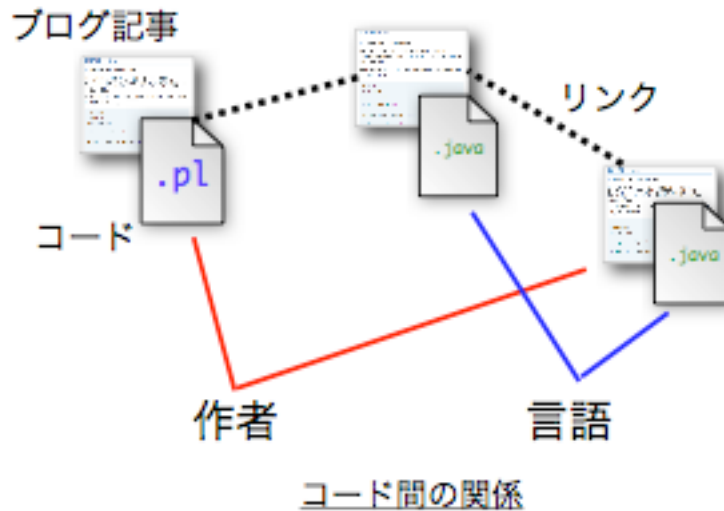 ブログ記事
リンク
.pl
.java
.java
コード
作者
言語
コード間の関係